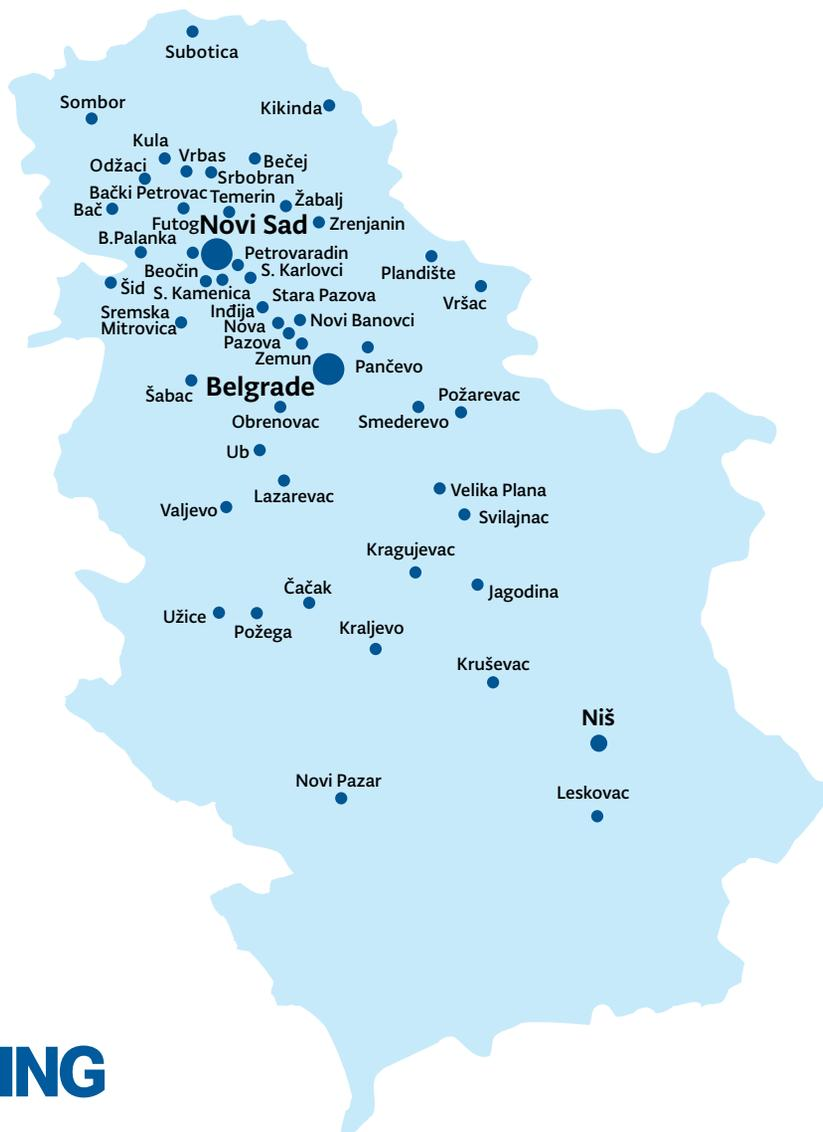 Subotica
Sombor
Kikinda
Kula
Vrbas
Bečej
Odžaci
Srbobran
Bački Petrovac
Temerin
Žabalj
Bač
Futog
Novi Sad
Zrenjanin
B.Palanka
Petrovaradin
Beočin
S. Karlovci
Plandište
Šid
S. Kamenica
Stara Pazova
Vršac
Sremska
Mitrovica
Inđija
Nova
Pazova
Novi Banovci
Zemun
Pančevo
Šabac
Belgrade
Požarevac
Obrenovac
Smederevo
Ub
Lazarevac
Velika Plana
Valjevo
Svilajnac
Kragujevac
Čačak
Jagodina
Užice
Požega
Kraljevo
Kruševac
Niš
Novi Pazar
Leskovac
ING